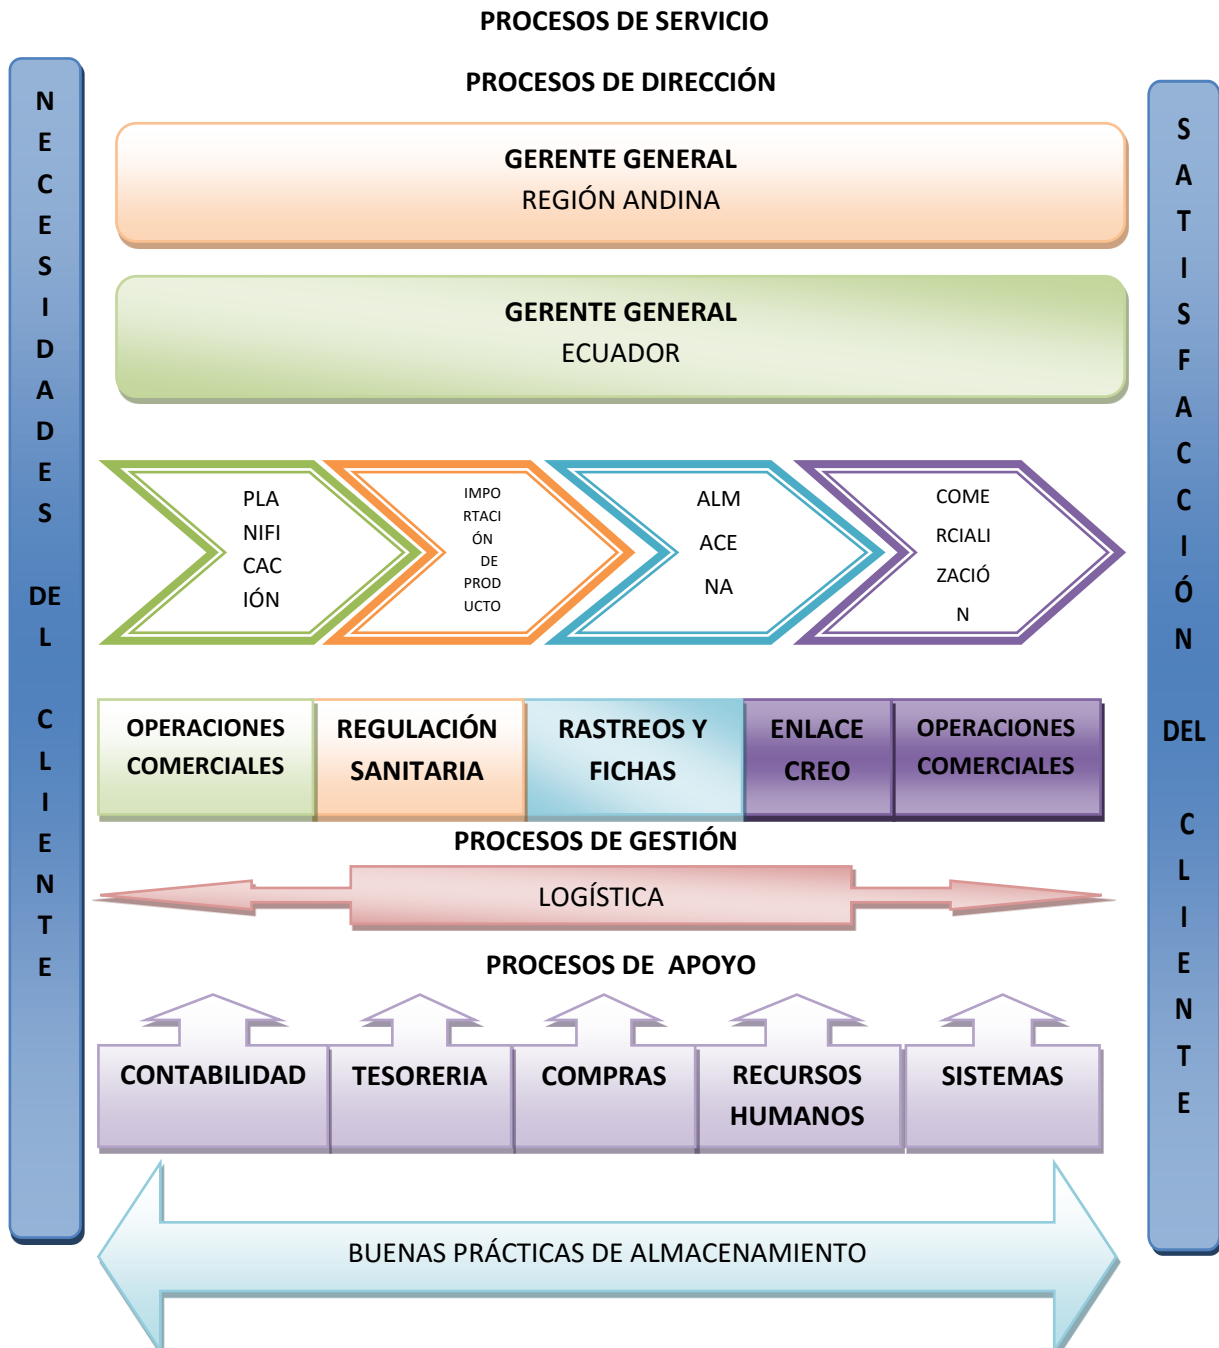 PROCESOS DE SERVICIO
PROCESOS DE DIRECCIÓN
N
E
C
E
S
I
D
A
D
E
S
DE
L
C
L
I
E
N
T
E
GERENTE GENERAL
REGIÓN ANDINA
GERENTE GENERAL
ECUADOR
PLA
NIFI
CAC
IÓN
IMPO
RTACI
ÓN
DE
PROD
UCTO
ALM
ACE
NA
COME
RCIALI
ZACIÓ
N
OPERACIONES
COMERCIALES
REGULACIÓN
SANITARIA
RASTREOS Y
FICHAS
ENLACE
CREO
OPERACIONES
COMERCIALES
PROCESOS DE GESTIÓN
LOGÍSTICA
PROCESOS DE APOYO
CONTABILIDAD
TESORERIA
COMPRAS
RECURSOS
HUMANOS
SISTEMAS
BUENAS PRÁCTICAS DE ALMACENAMIENTO
S
A
T
I
S
F
A
C
C
I
Ó
N
DEL
C
L
I
E
N
T
E